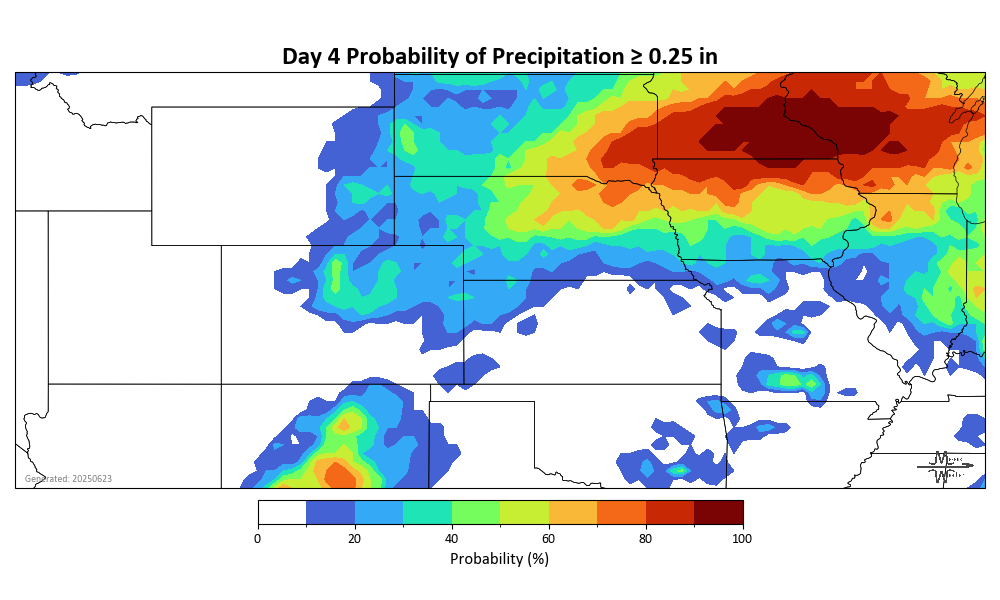 Day 4 Probability of Precipitation ≥ 0.25 in
Generated: 20250623
0 20 40 60 80 100
Probability (%)